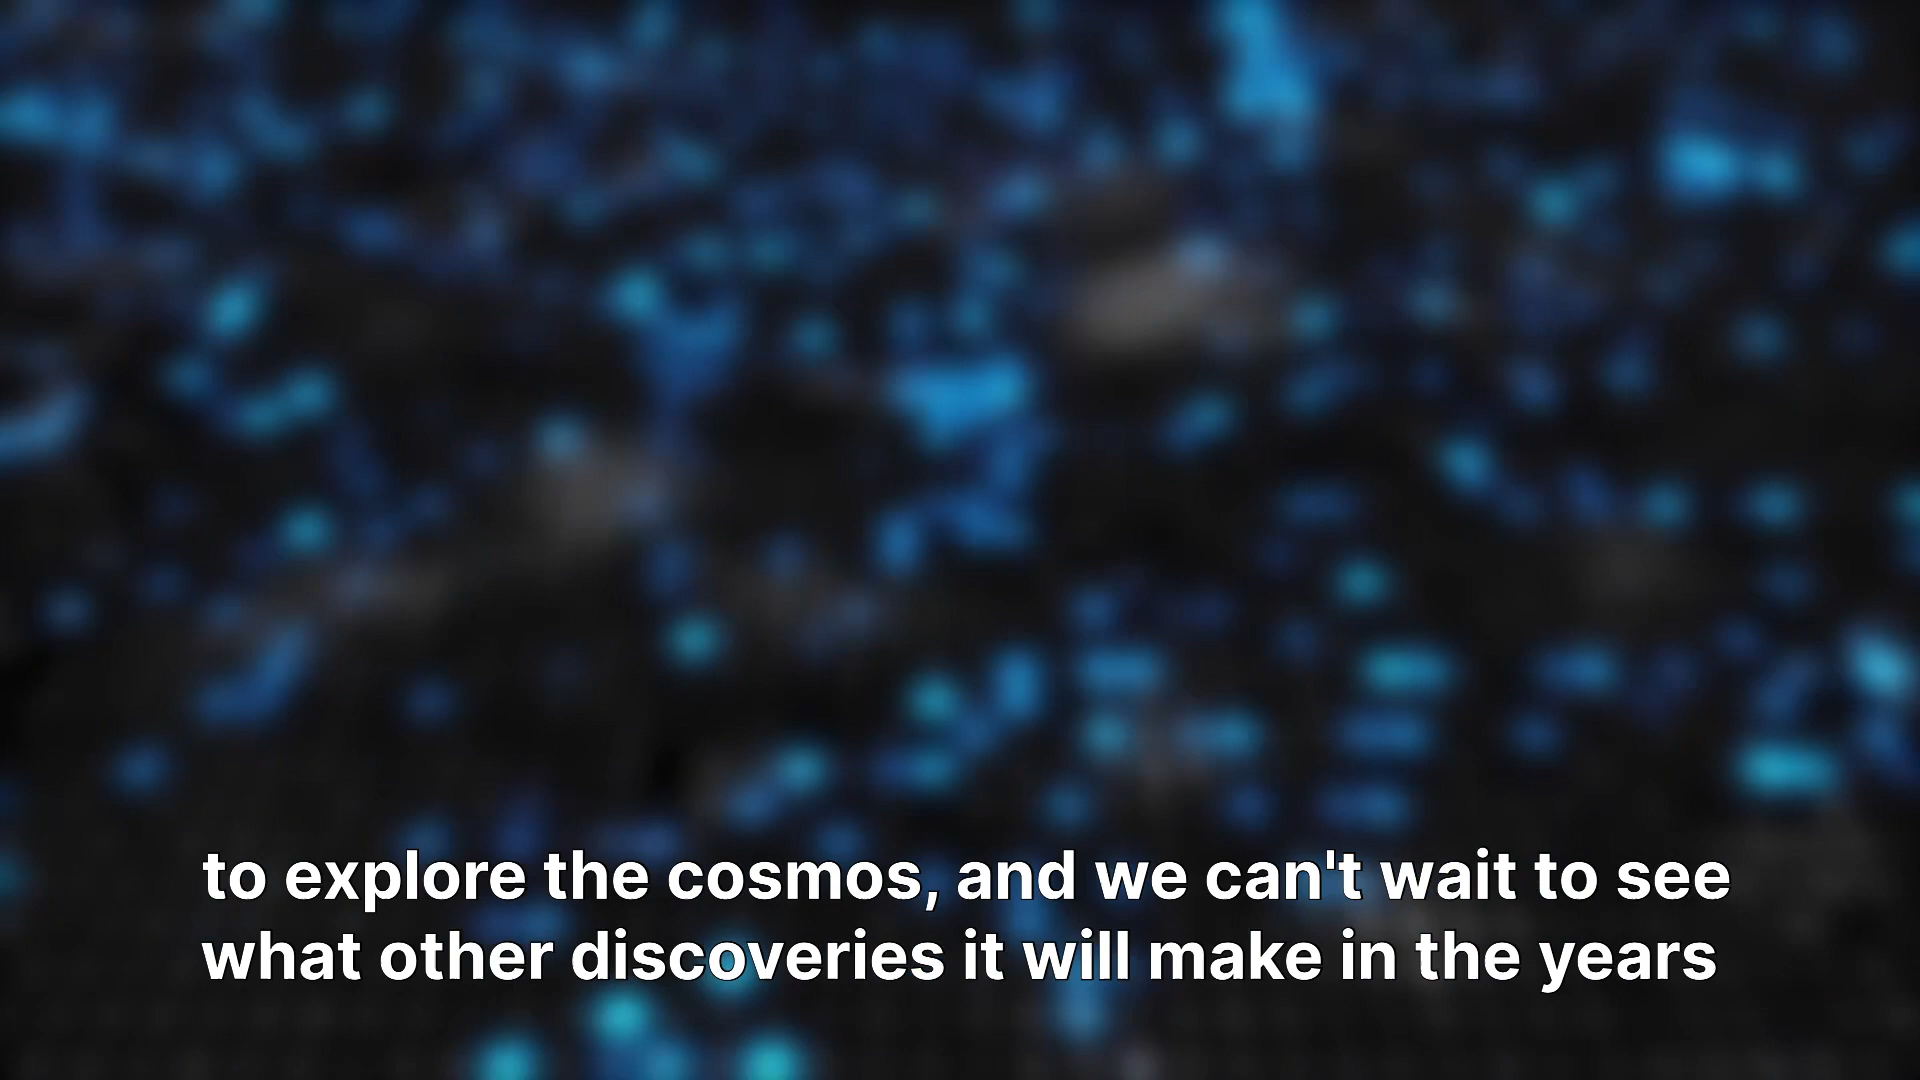 to explore the cosmos, and we can't wait to see
what other discoveries it will make in the years